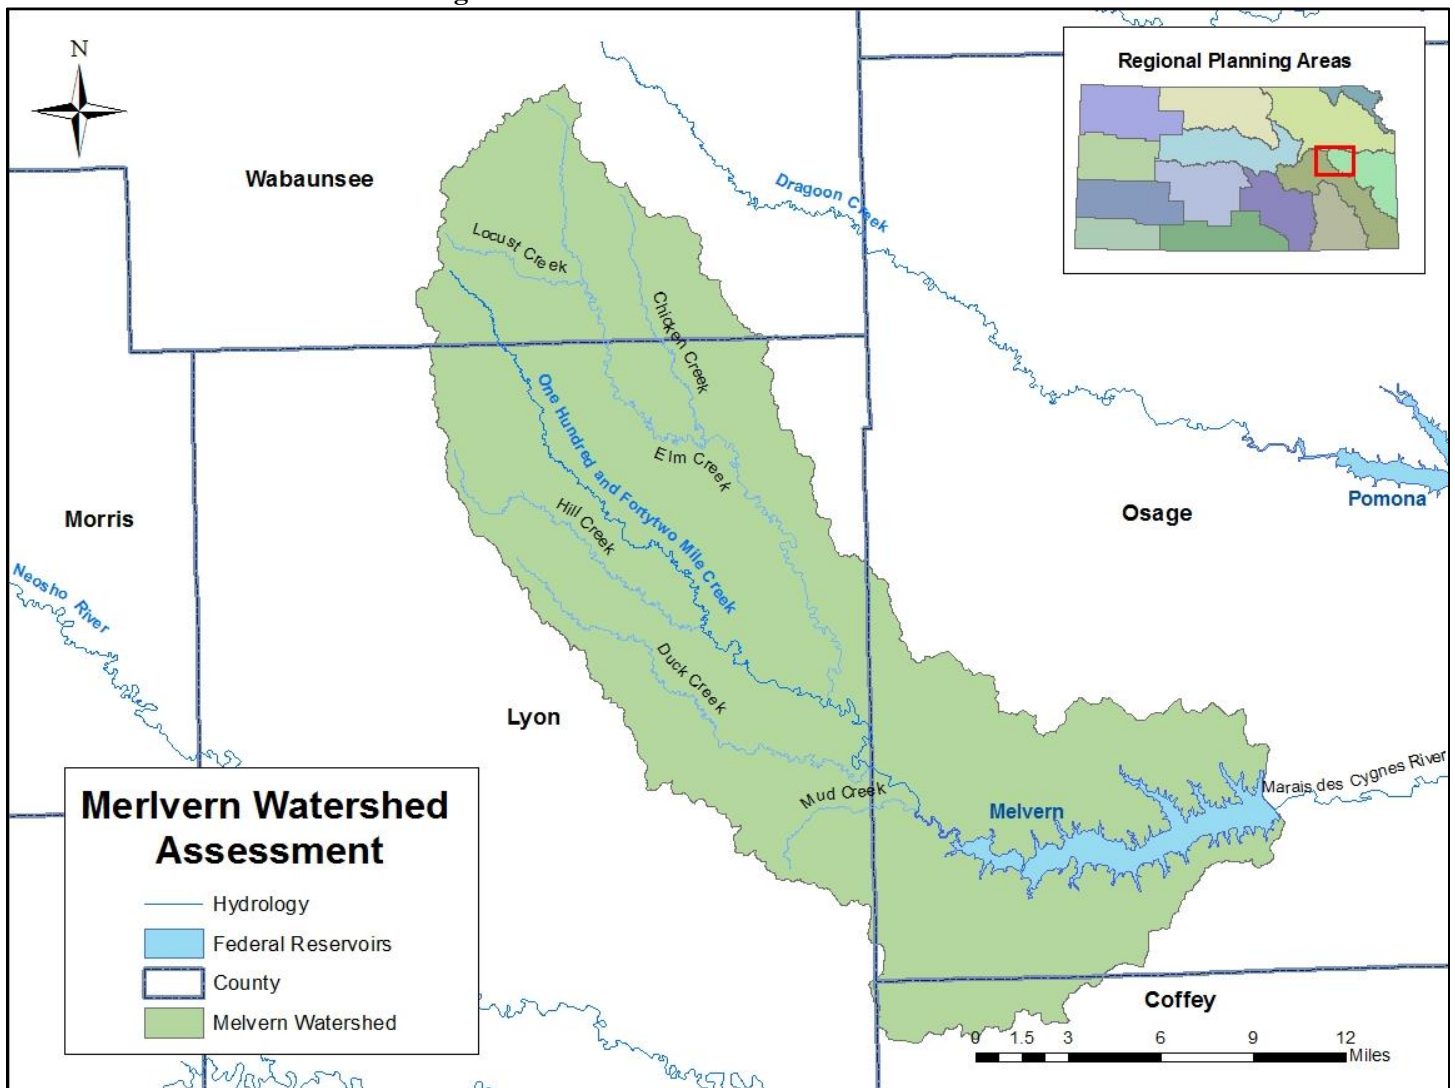 g
N
Regional Planning Areas
Wabaunsee
Dragoon Creek
Locust Creek
Chicken Creek
One Hundred and Fortytwo Mile Creek
Elm Creek
Pomona
Osage
Morris
Hill Creek
Neosho River
Duck Creek
Lyon
Marais des Cygnes River
Mud Creek
Melvern
Merlvern Watershed
Assessment
Hydrology
Federal Reservoirs
County
Melvern Watershed
Coffey
0 1.5 3 6 9 12
Miles